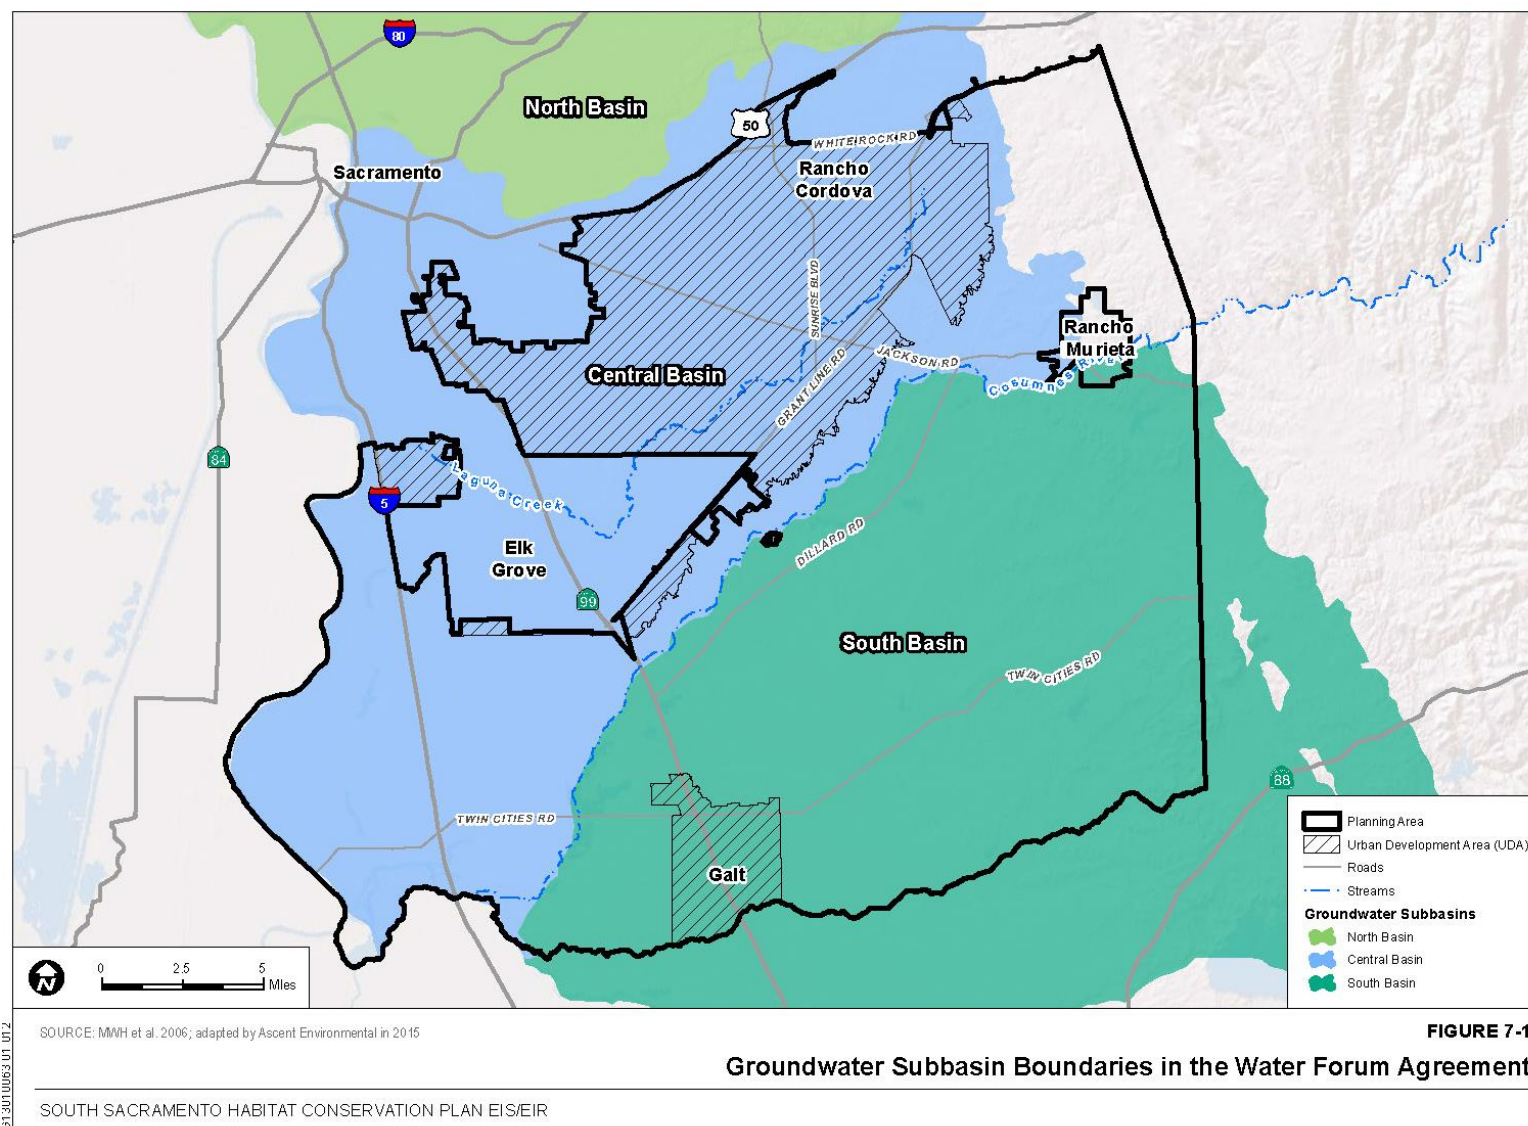 80
North Basin
50
WHITE ROCK RD
Sacramento
Rancho
Cordova
SUNRISE BLVD
Rancho
Murieta
JACKSON RD
Central Basin
Cosumnes River
GRANT LINE RD
84
Laguna Creek
5
DILLARD RD
Elk
Grove
99
South Basin
TWIN CITIES RD
88
TWIN CITIES RD
Galt
Planning Area
Urban Development Area (UDA)
Roads
Streams
Groundwater Subbasins
North Basin
Central Basin
South Basin
N
0 2.5 5
Miles
SOURCE: MWH et al. 2006; adapted by Ascent Environmental in 2015
FIGURE 7-1
Groundwater Subbasin Boundaries in the Water Forum Agreement
SOUTH SACRAMENTO HABITAT CONSERVATION PLAN EIS/EIR